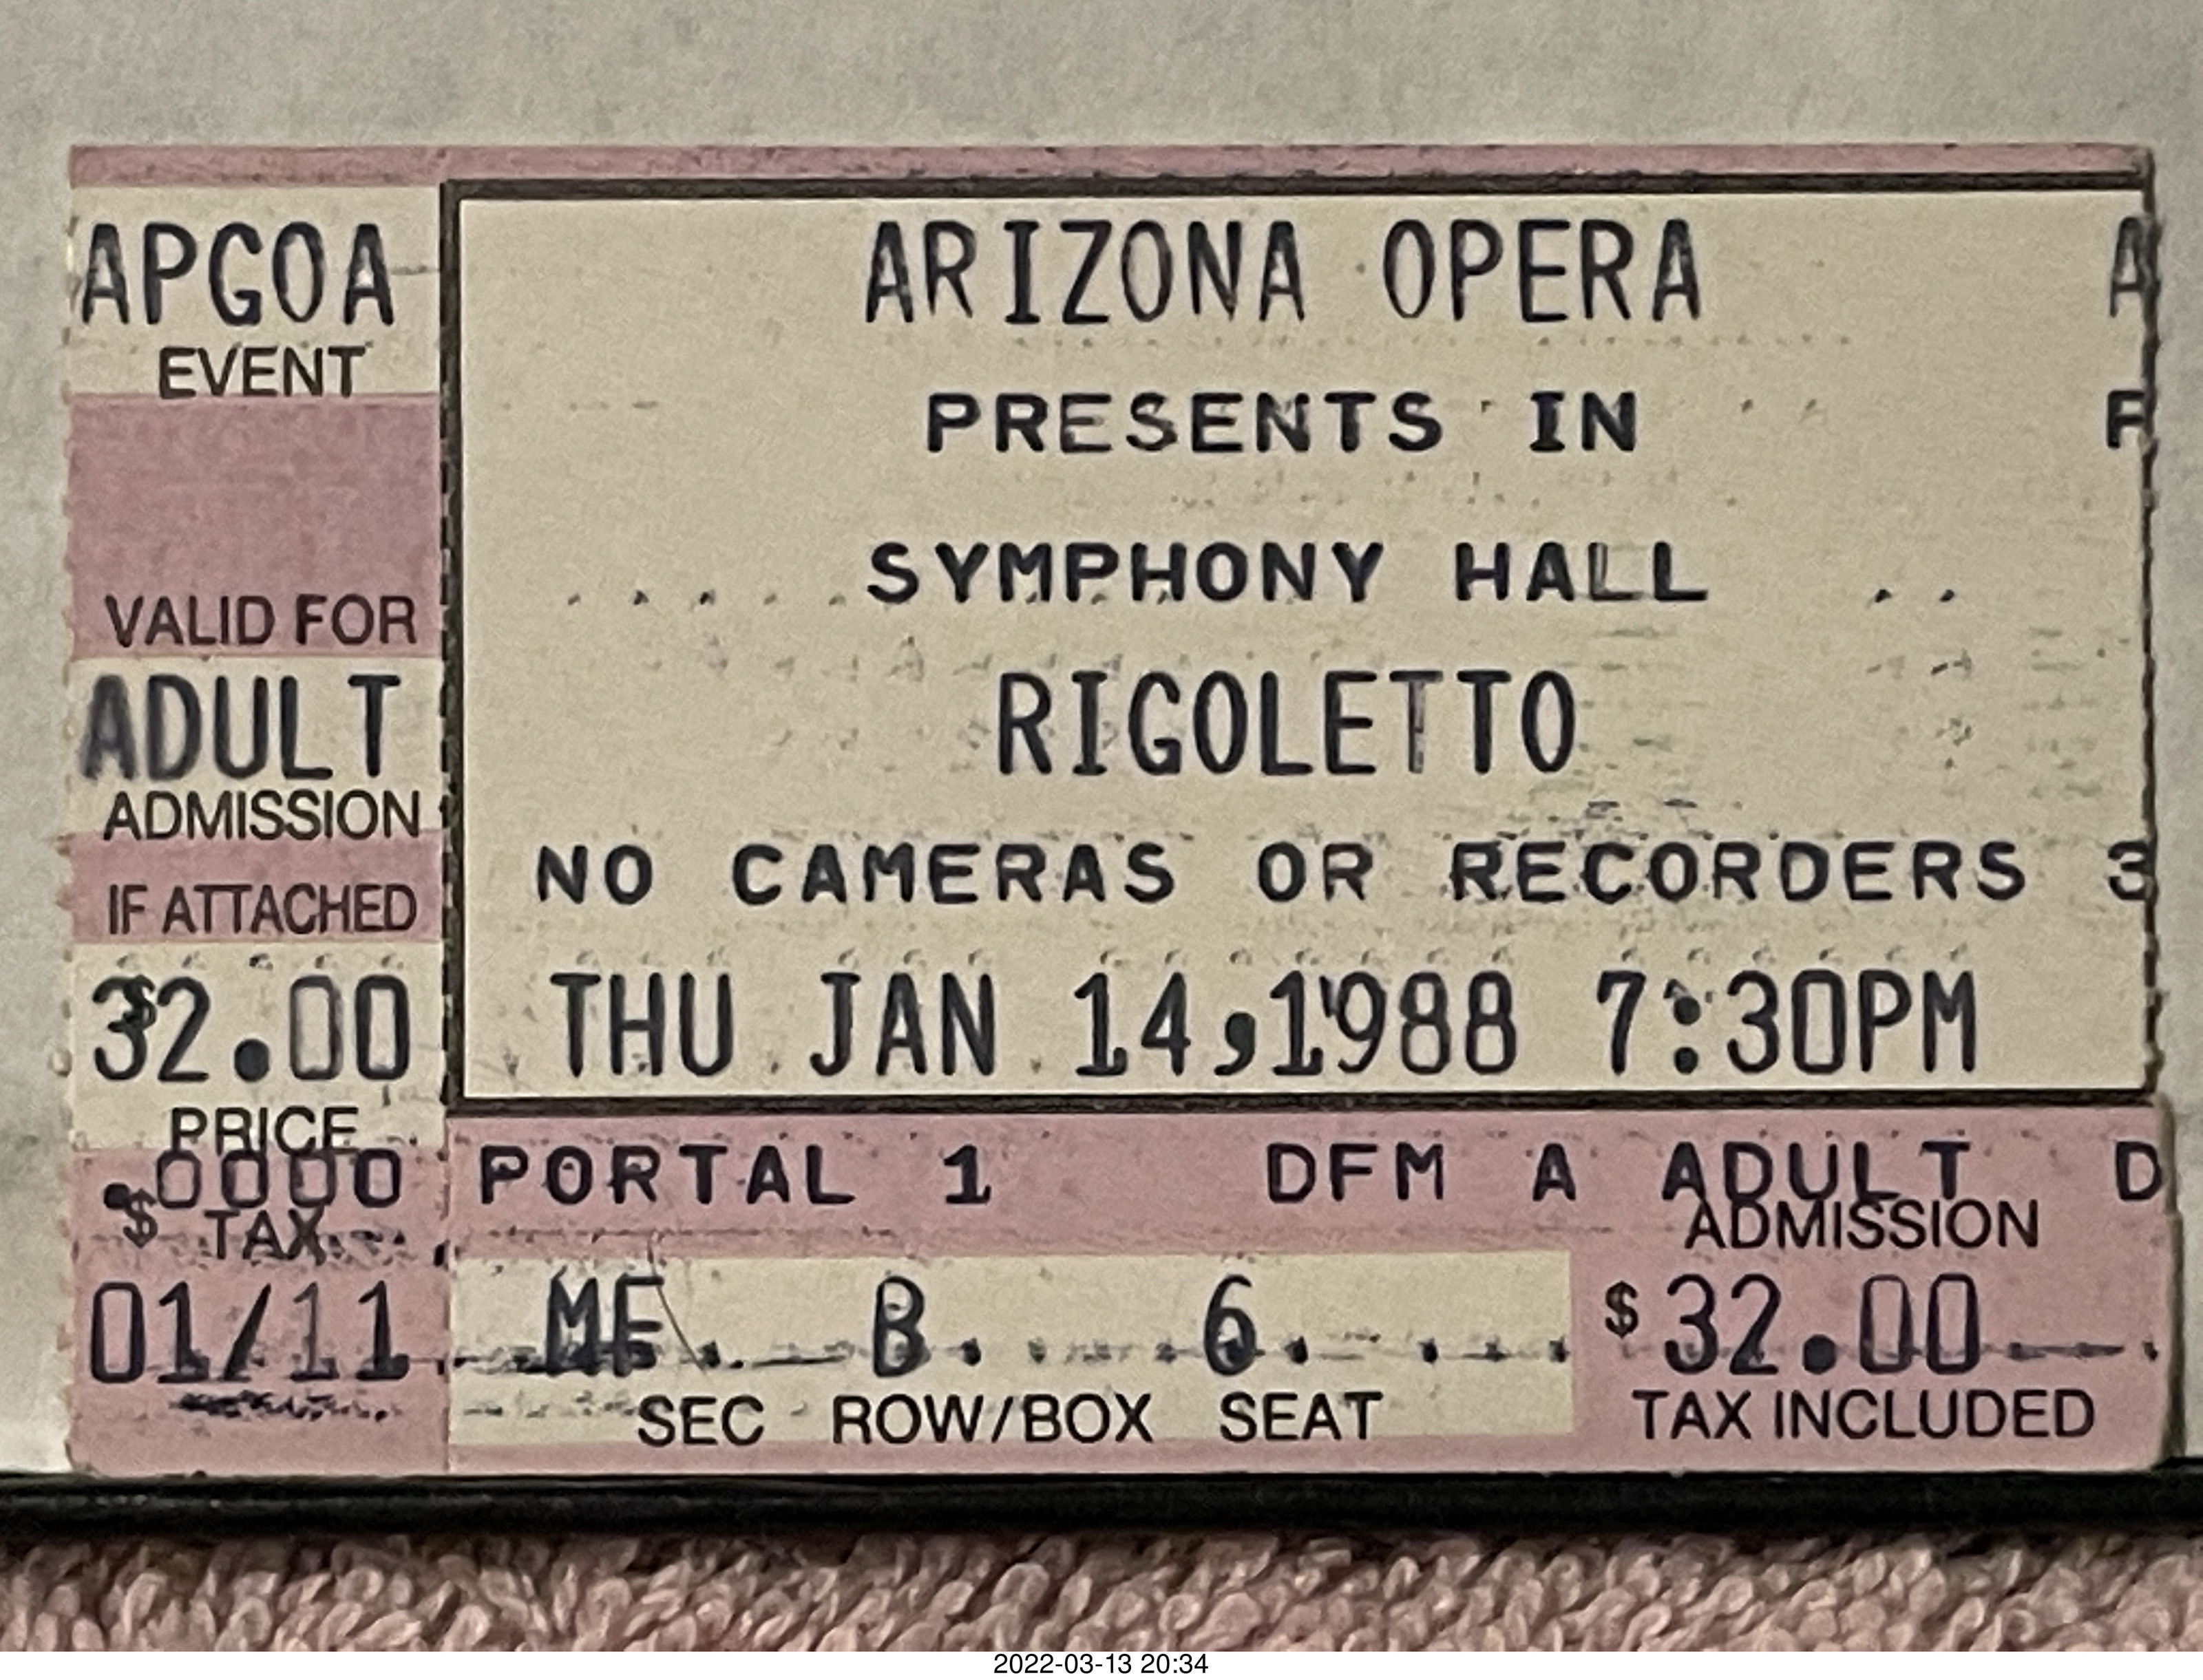 APGOA
EVENT
VALID FOR
ADULT
ADMISSION
IF ATTACHED
$32.00
PRICE
.0000
$ TAX
01/11
ARIZONA OPERA A
PRESENTS IN
SYMPHONY HALL
RIGOLETTO
NO CAMERAS OR RECORDERS 3
THU JAN 14,1988 7:30PM
PORTAL 1 DFM A ADULT D
ADMISSION
B 6 $32.00
SEC ROW/BOX SEAT TAX INCLUDED
2022-03-13 20:34